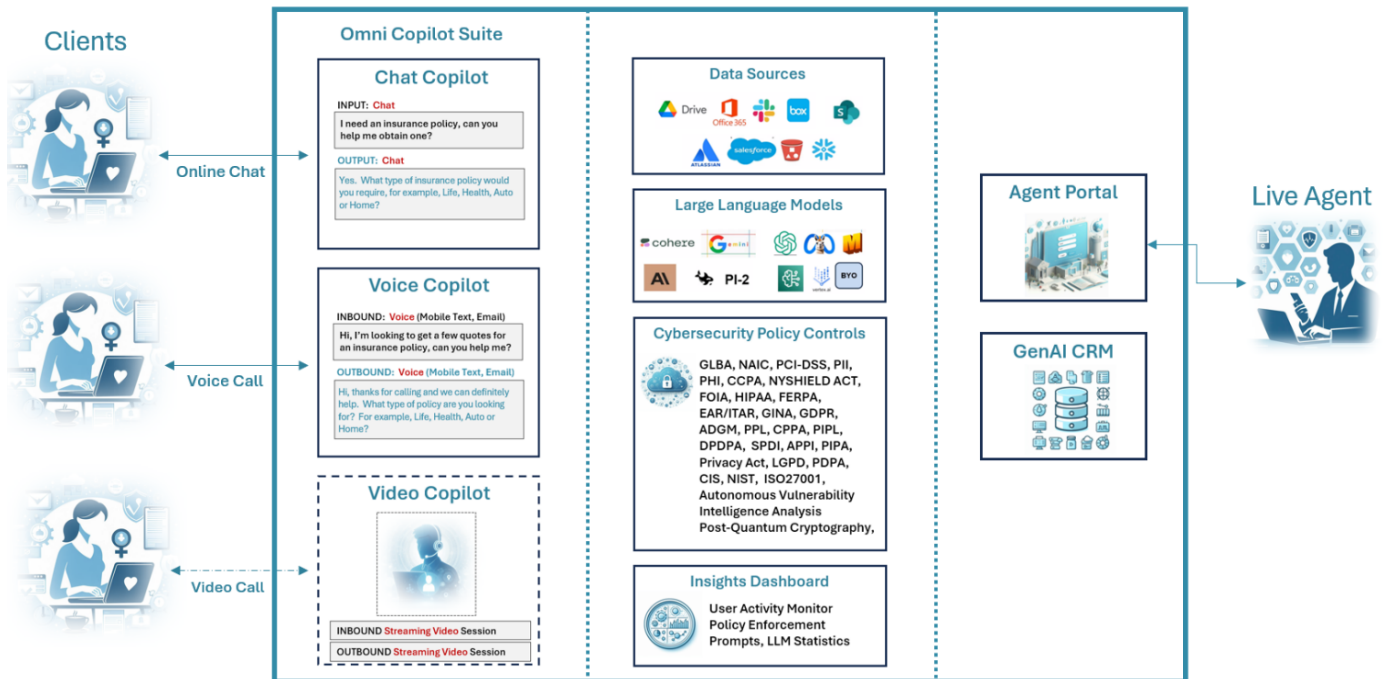 Clients
Online Chat
Voice Call
Video Call
Omni Copilot Suite
Chat Copilot
INPUT: Chat
I need an insurance policy, can you
help me obtain one?
OUTPUT: Chat
Yes. What type of insurance policy would
you require, for example, Life, Health, Auto
or Home?
Voice Copilot
INBOUND: Voice (Mobile Text, Email)
Hi, I'm looking to get a few quotes for
an insurance policy, can you help me?
OUTBOUND: Voice (Mobile Text, Email)
Hi, thanks for calling and we can definitely
help. What type of policy are you looking
for? For example, Life, Health, Auto or
Home?
Video Copilot
INBOUND Streaming Video Session
OUTBOUND Streaming Video Session
Data Sources
Drive
Office 365
box
S
ATLASSIAN
salesforce
Large Language Models
cohere
Gemini
AI
PI-2
BYO
Cybersecurity Policy Controls
GLBA, NAIC, PCI-DSS, PII,
PHI, CCPA, NYSHIELD ACT,
FOIA, HIPAA, FERPA,
EAR/ITAR, GINA, GDPR,
ADGM, PPL, CPPA, PIPL,
DPDPA, SPDI, APPI, PIPA,
Privacy Act, LGPD, PDPA,
CIS, NIST, ISO27001,
Autonomous Vulnerability
Intelligence Analysis
Post-Quantum Cryptography,
Insights Dashboard
User Activity Monitor
Policy Enforcement
Prompts, LLM Statistics
Agent Portal
GenAI CRM
Live Agent